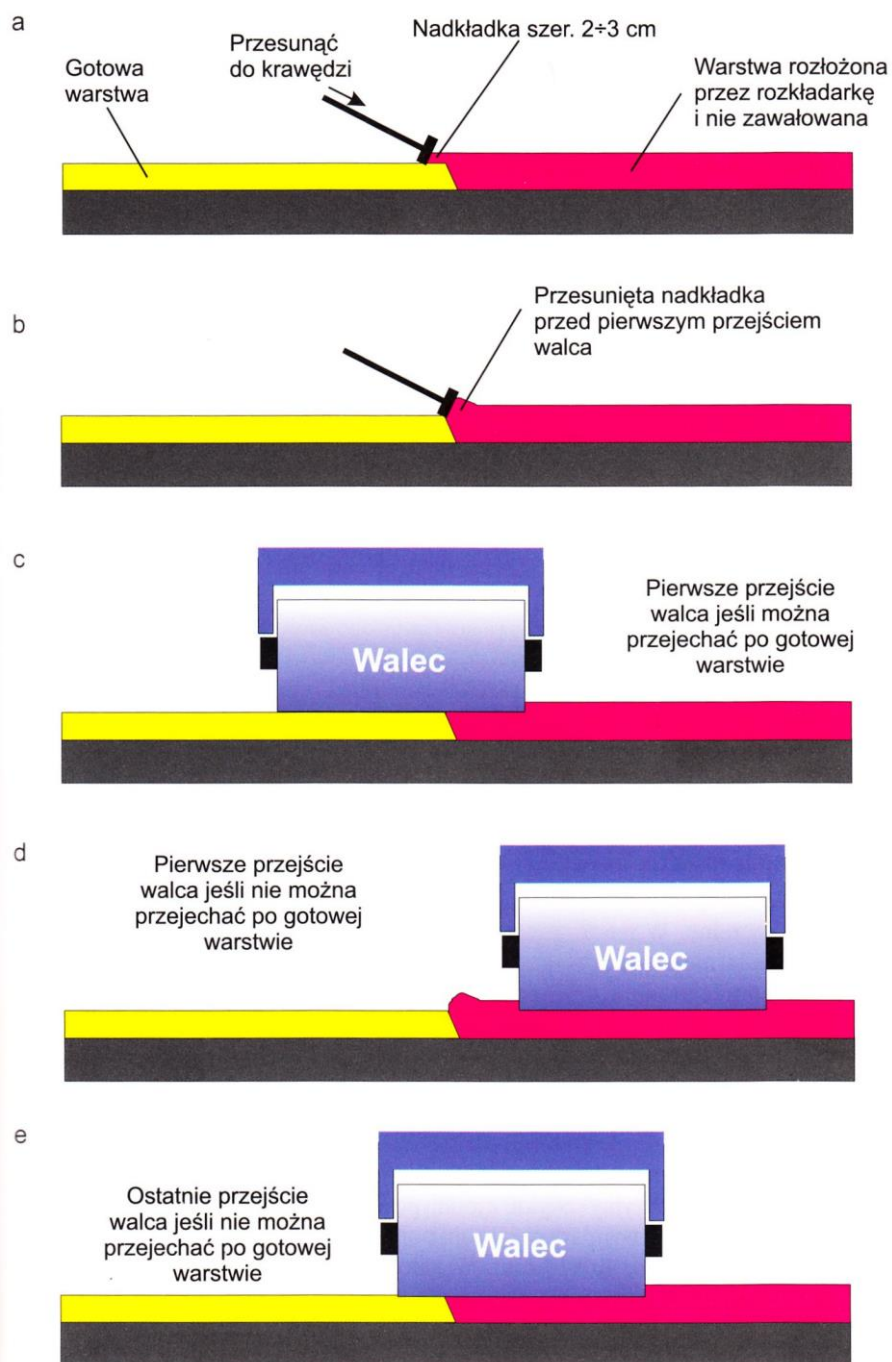 a
Gotowa
warstwa
Przesunąć
do krawędzi
Nadkładka szer. 2÷3 cm
Warstwa rozłożona
przez rozkładarkę
i nie zawałowana
b
Przesunięta nadkładka
przed pierwszym przejściem
walca
c
Walec
Pierwsze przejście
walca jeśli można
przejechać po gotowej
warstwie
d
Pierwsze przejście
walca jeśli nie można
przejechać po gotowej
warstwie
Walec
e
Ostatnie przejście
walca jeśli nie można
przejechać po gotowej
warstwie
Walec